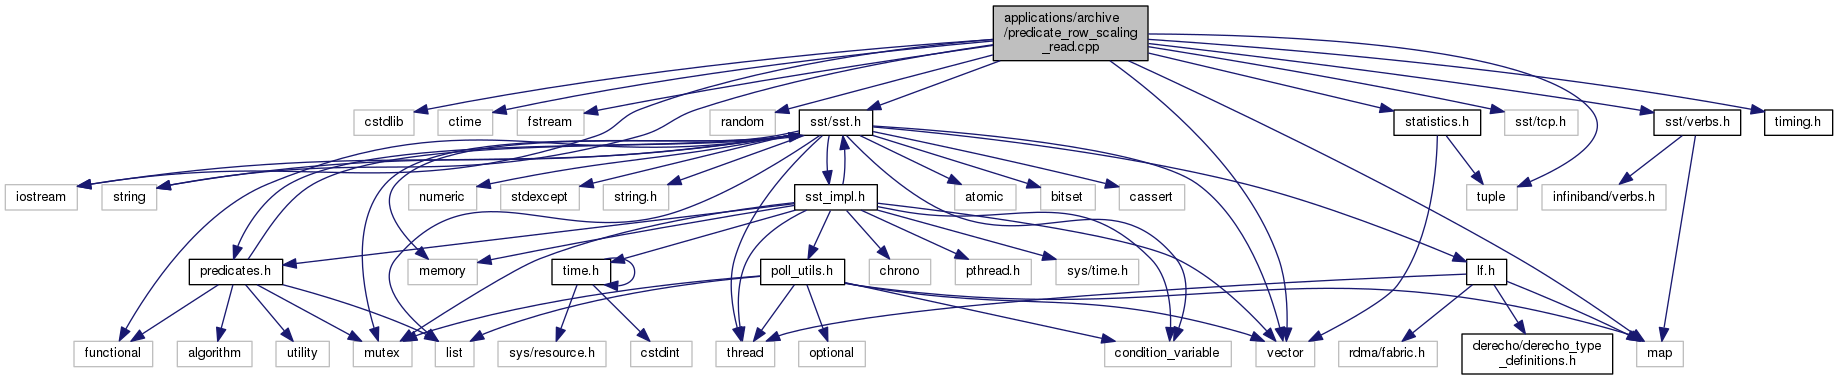 applications/archive
/predicate_row_scaling
_read.cpp
cstdlib
ctime
fstream
random
sst/sst.h
statistics.h
sst/tcp.h
sst/verbs.h
timing.h
iostream
string
numeric
stdexcept
string.h
sst_impl.h
atomic
bitset
cassert
tuple
infiniband/verbs.h
predicates.h
memory
time.h
poll_utils.h
chrono
pthread.h
sys/time.h
lf.h
functional
algorithm
utility
mutex
list
sys/resource.h
cstdint
thread
optional
condition_variable
vector
rdma/fabric.h
derecho/derecho_type
_definitions.h
map